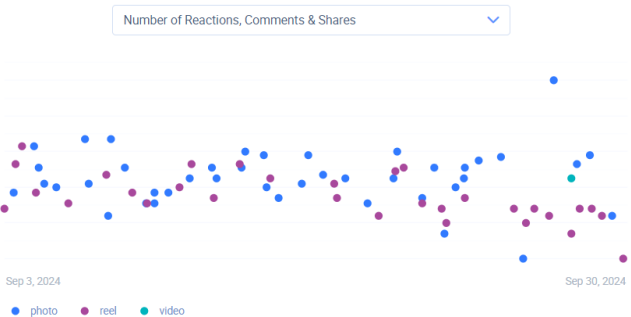 Number of Reactions, Comments & Shares
Sep 3, 2024
Sep 30, 2024
photo
reel
video